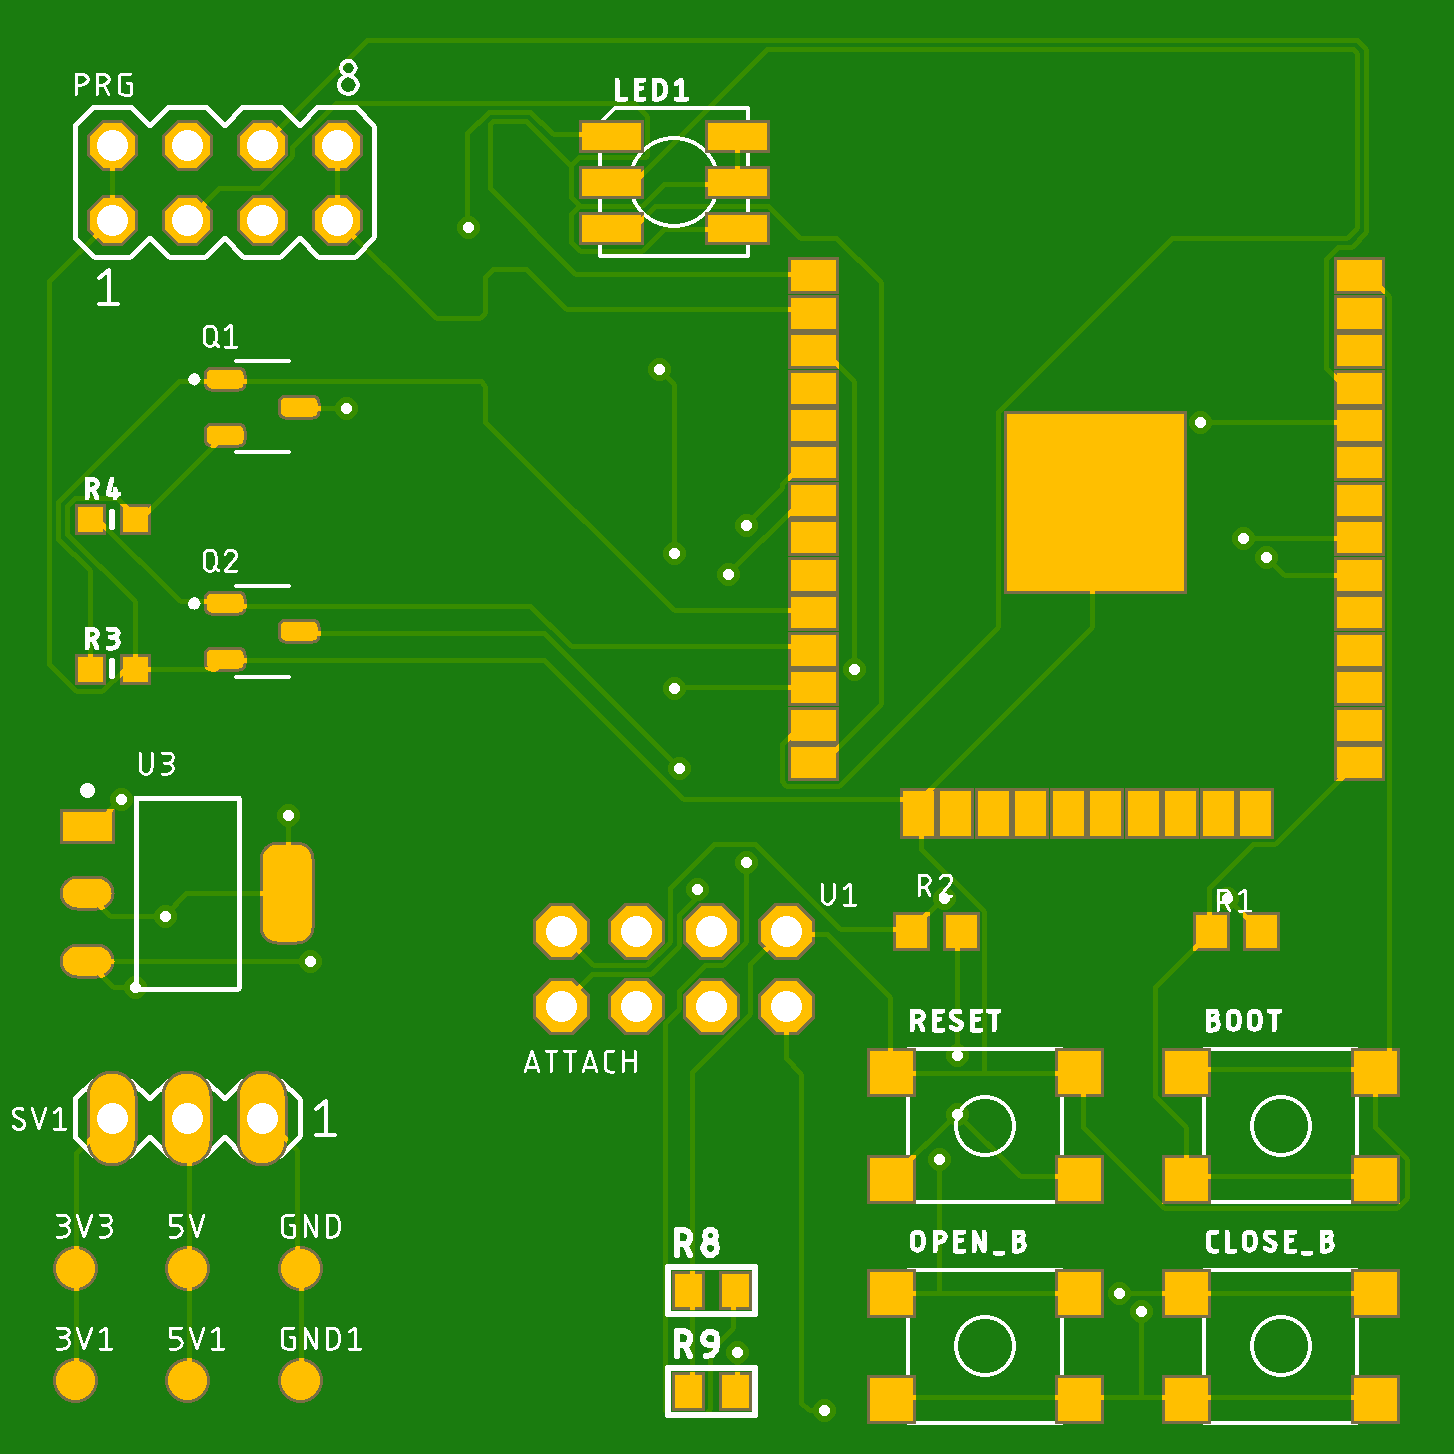 PRG
8
LED1
1
Q1
R4
Q2
R3
U3
U1
R2
R1
RESET
BOOT
ATTACH
SV1
1
3V3
5V
GND
OPEN_B
CLOSE_B
R8
3V1
5V1
GND1
R9